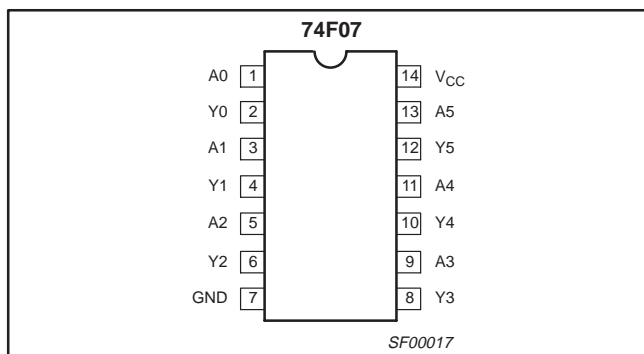 74F07
A0 1 14 VCC
Y0 2 13 A5
A1 3 12 Y5
Y1 4 11 A4
A2 5 10 Y4
Y2 6 9 A3
GND 7 8 Y3
SF00017